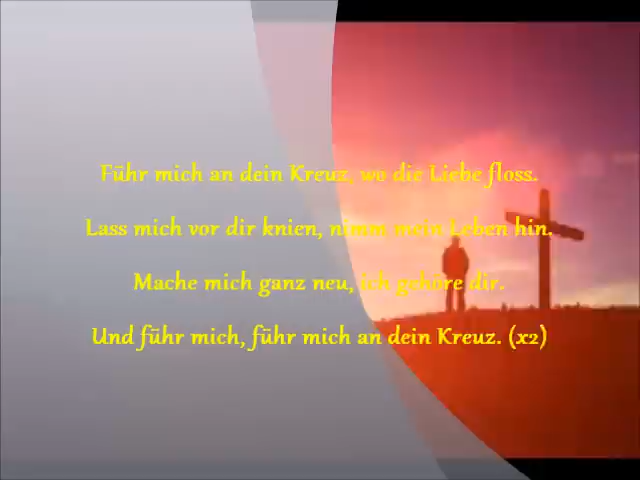 Führ mich an dein Kreuz, wo die Liebe floss.
Lass mich vor dir knien, nimm mein Leben hin.
Mache mich ganz neu, ich gehöre dir.
Und führ mich, führ mich an dein Kreuz. (x2)